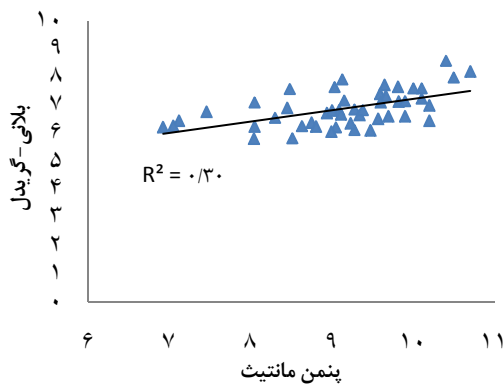 ۱۰
۹
۸
۷
۶
۵
۴
۳
۲
۱
۰
بلانی-گریدل
R² = ۰/۳۰
۶ ۷ ۸ ۹ ۱۰ ۱۱
پنمن مانتیث